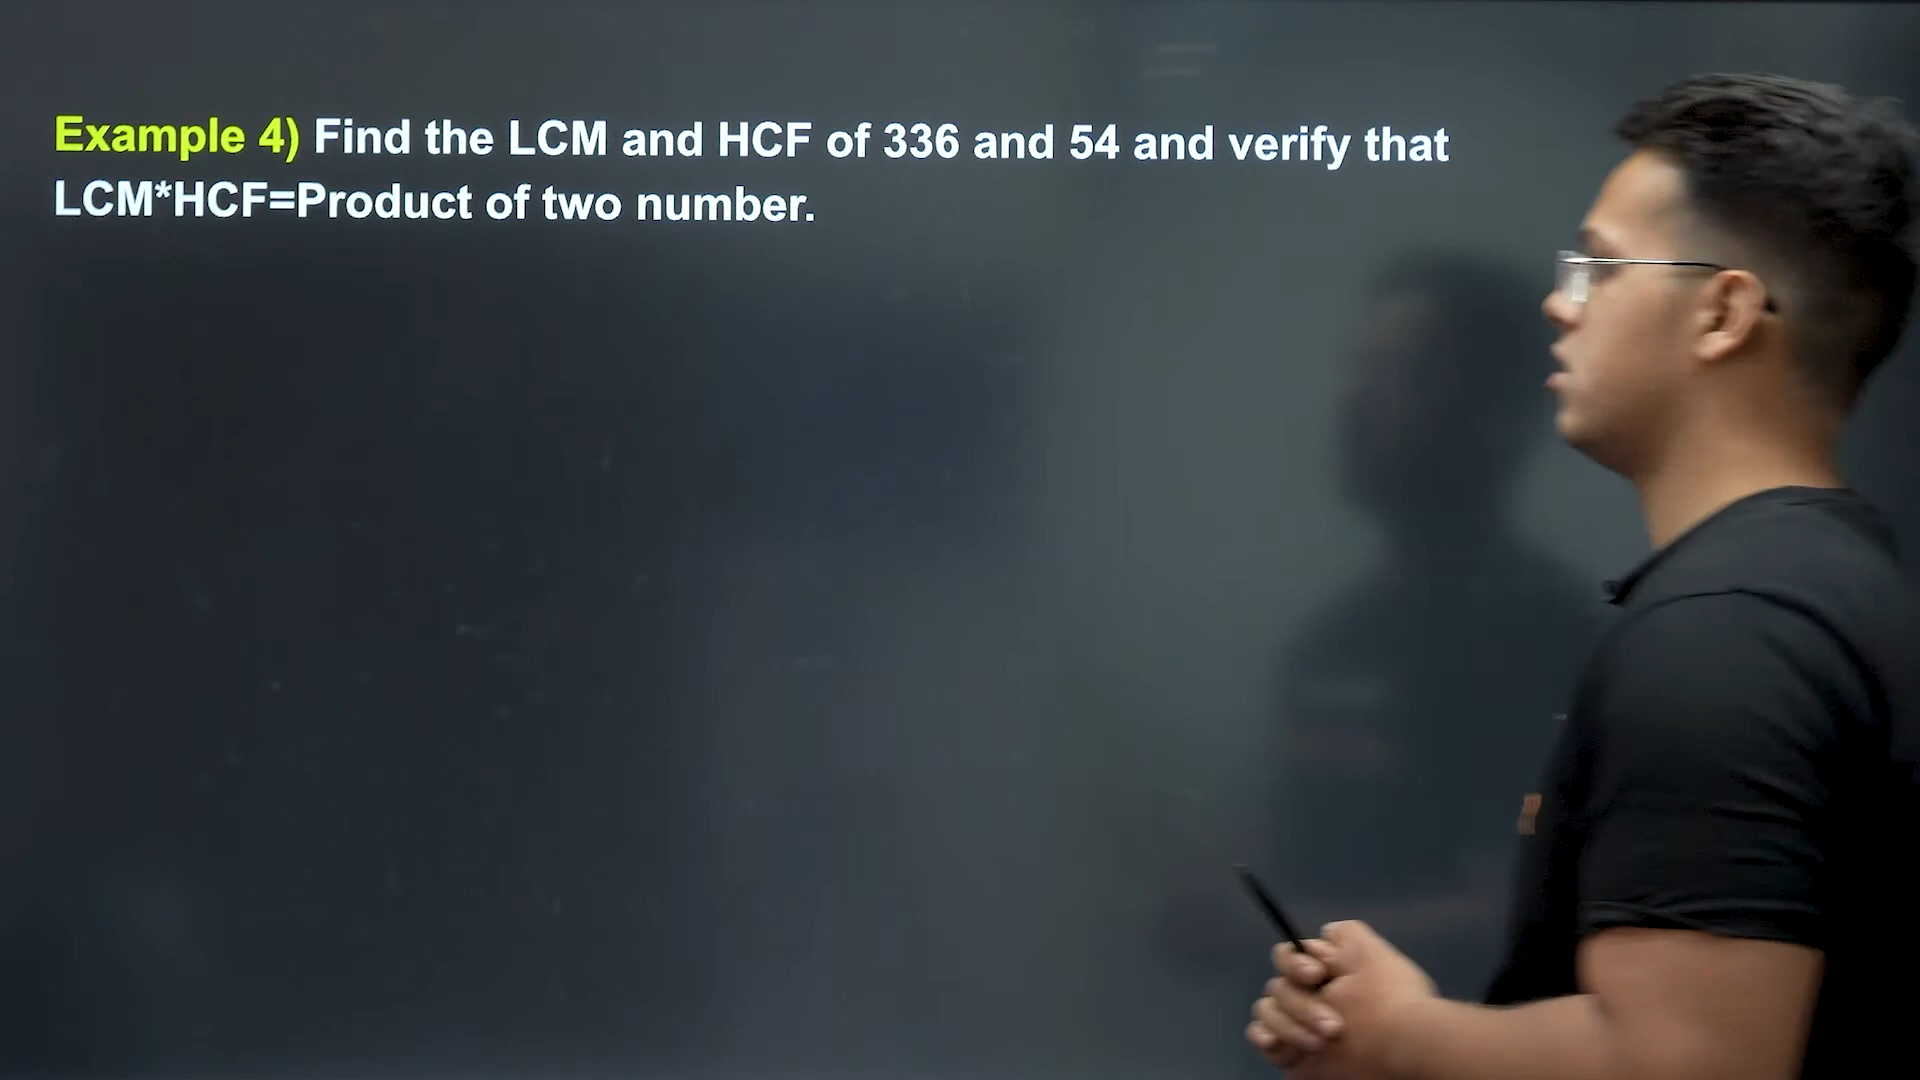 Example 4) Find the LCM and HCF of 336 and 54 and verify that
LCM*HCF=Product of two number.